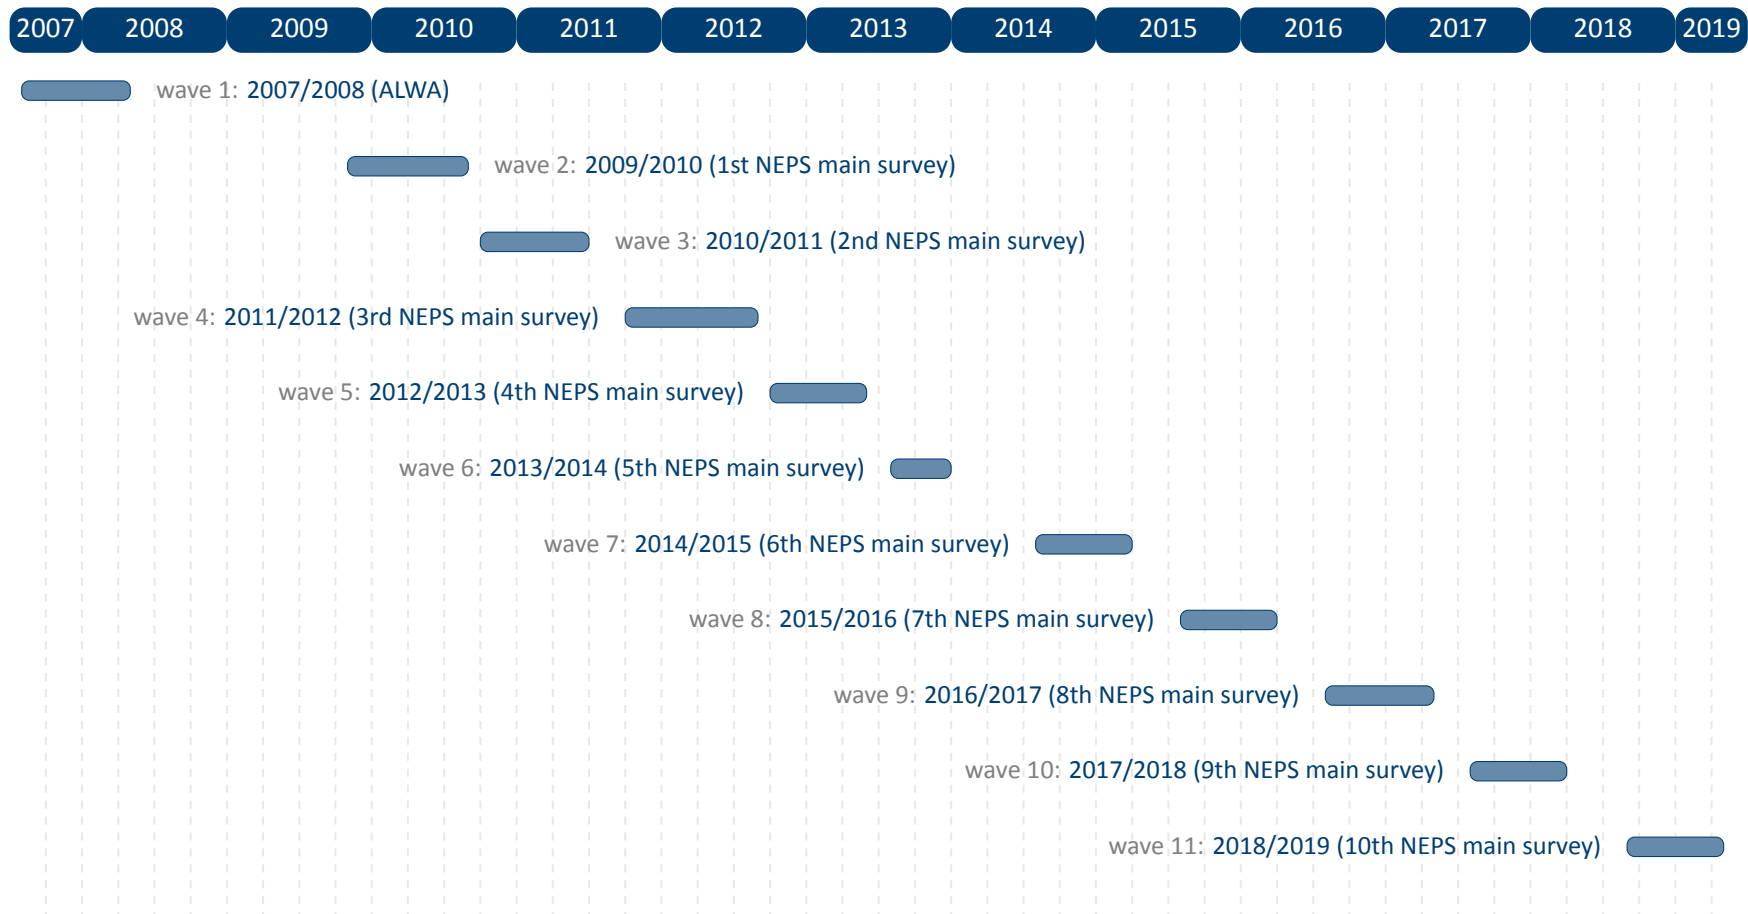 2007 2008 2009 2010 2011 2012 2013 2014 2015 2016 2017 2018 2019
wave 1: 2007/2008 (ALWA)
wave 2: 2009/2010 (1st NEPS main survey)
wave 3: 2010/2011 (2nd NEPS main survey)
wave 4: 2011/2012 (3rd NEPS main survey)
wave 5: 2012/2013 (4th NEPS main survey)
wave 6: 2013/2014 (5th NEPS main survey)
wave 7: 2014/2015 (6th NEPS main survey)
wave 8: 2015/2016 (7th NEPS main survey)
wave 9: 2016/2017 (8th NEPS main survey)
wave 10: 2017/2018 (9th NEPS main survey)
wave 11: 2018/2019 (10th NEPS main survey)